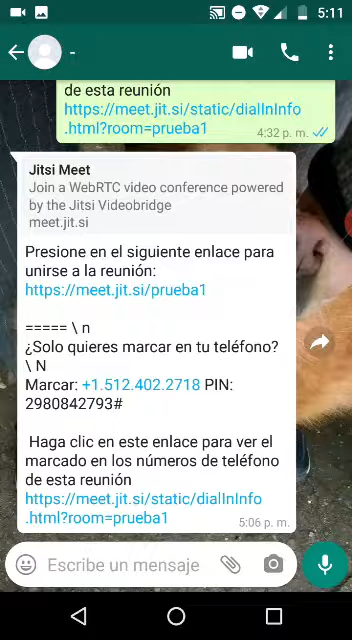 5:11
-
de esta reunión
https://meet.jit.si/static/dialInInfo
.html?room=prueba1
4:32 p. m.
Jitsi Meet
Join a WebRTC video conference powered
by the Jitsi Videobridge
meet.jit.si
Presione en el siguiente enlace para
unirse a la reunión:
https://meet.jit.si/prueba1
===== \ n
¿Solo quieres marcar en tu teléfono?
\ N
Marcar: +1.512.402.2718 PIN:
2980842793#
Haga clic en este enlace para ver el
marcado en los números de teléfono
de esta reunión
https://meet.jit.si/static/dialInInfo
.html?room=prueba1
5:06 p. m.
Escribe un mensaje